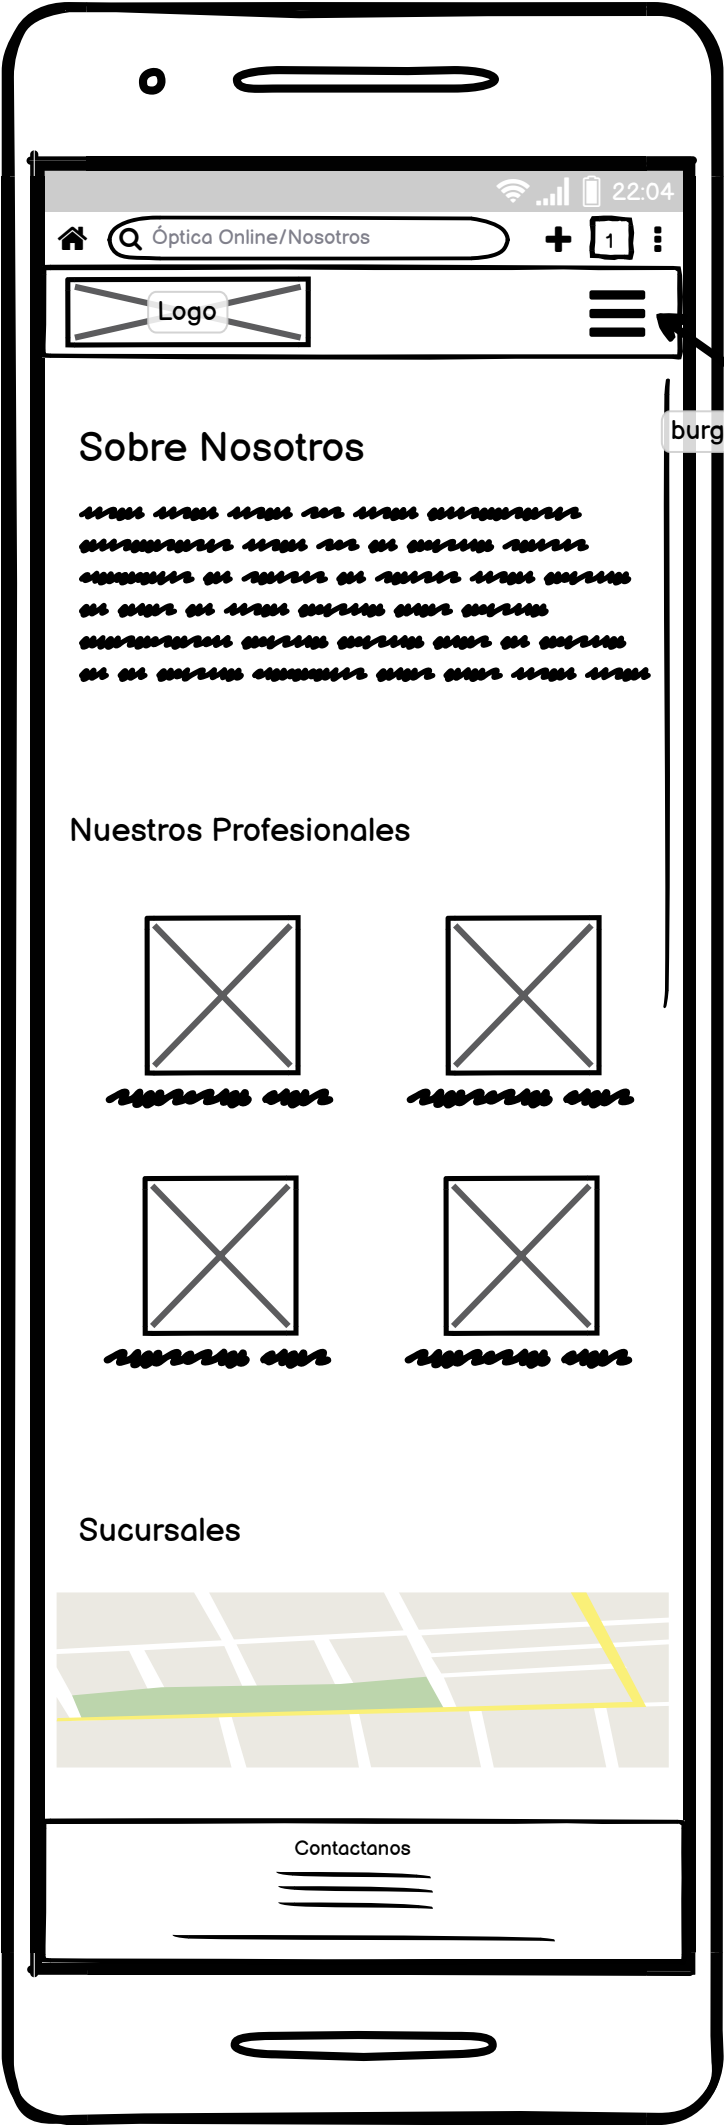 22:04
Óptica Online/Nosotros
1
Logo
burg
Sobre Nosotros
Nuestros Profesionales
Sucursales
Contactanos